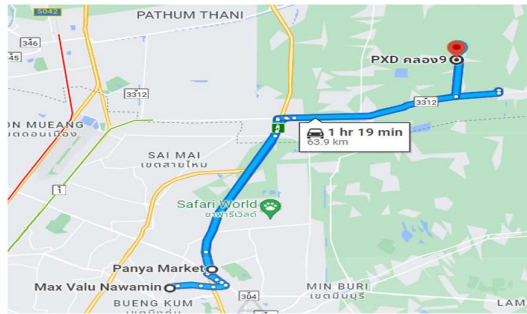 5042
PATHUM THANI
346
45
3312
PXD คลอง9
3312
ON MUEANG
1 hr 19 min
63.9 km
SAI MAI
เขตสายไหม
1
Safari World
ซาฟารีเวิลด์
Panya Market
Max Valu Nawamin
304
MIN BURI
เขตมีนบุรี
BUENG KUM
LAM